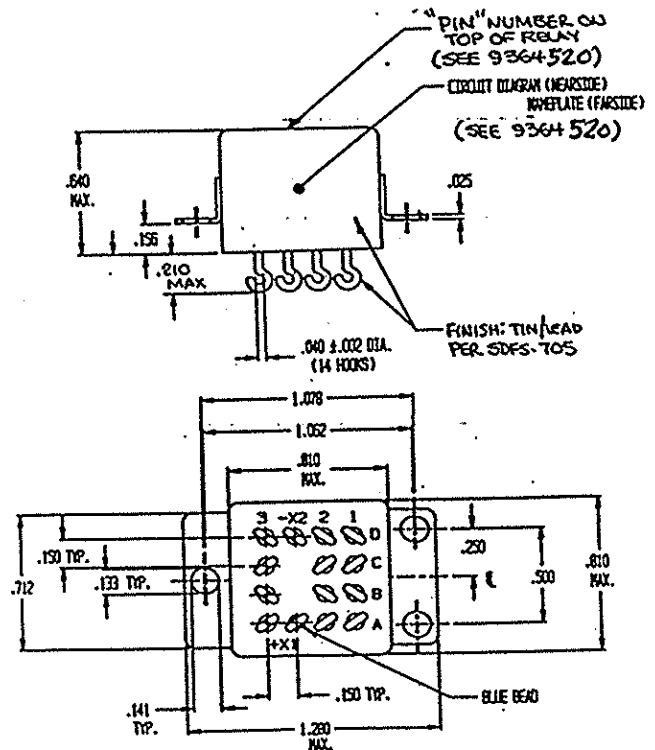 "PIN" NUMBER ON
TOP OF RELAY
(SEE 9364520)
CIRCUIT DIAGRAM (NEARSIDE)
NAMEPLATE (FARSIDE)
(SEE 9364520)
.640
MAX.
.025
.156
.210
MAX
.040 ±.002 DIA.
(14 HOOKS)
FINISH: TIN/LEAD
PER SDFS-705
1.078
1.062
.810
MAX.
3 -X2 2 1
D
C
B
A
+X1
.150 TYP.
.133 TYP.
.712
.250
.500
.810
MAX.
.150 TYP.
BLUE BEAD
.141
TYP.
1.280
MAX.